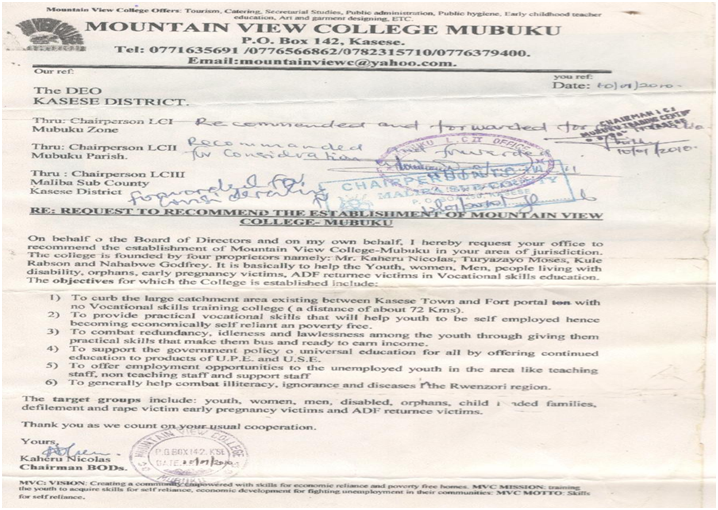 Mountain View College Offers: Tourism, Catering, Secretarial Studies, Public administration, Public hygiene, Early childhood teacher
education, Art and garment designing, ETC.
MOUNTAIN VIEW COLLEGE MUBUKU
P.O. Box 142, Kasese.
Tel: 0771635691 /0776566862/0782315710/0776379400.
Email:mountainviewc@yahoo.com.
Our ref:
you ref:
Date: 10/01/2010
The DEO
KASESE DISTRICT.
Thru: Chairperson LCI Recommended and forwarded for
Mubuku Zone
CHAIRMAN LCI
MUBUKU TRAINING CENTRE
10/01/2010
Thru: Chairperson LCII Recommended and forwarded
Mubuku Parish. for Consideration
Thru : Chairperson LCIII
Maliba Sub County
Kasese District forwarded for consideration
CHAIRPERSON LC III
MALIBA SUB COUNTY
RE: REQUEST TO RECOMMEND THE ESTABLISHMENT OF MOUNTAIN VIEW
COLLEGE- MUBUKU
On behalf o the Board of Directors and on my own behalf, I hereby request your office to
recommend the establishment of Mountain View College-Mubuku in your area of jurisdiction.
The college is founded by four proprietors namely: Mr. Kaheru Nicolas, Turyazayo Moses, Kule
Rabson and Nahabwe Godfrey. It is basically to help the Youth, women, Men, people living with
disability, orphans, early pregnancy victims, ADF returnee victims in Vocational skills education.
The objectives for which the College is established include:
1) To curb the large catchment area existing between Kasese Town and Fort portal ton with
no Vocational skills training college ( a distance of about 72 Kms).
2) To provide practical vocational skills that will help youth to be self employed hence
becoming economically self reliant an poverty free.
3) To combat redundancy, idleness and lawlessness among the youth through giving them
practical skills that make them bus and ready to earn income.
4) To support the government policy o universal education for all by offering continued
education to products of U.P.E. and U.S.E.
5) To offer employment opportunities to the unemployed youth in the area like teaching
staff, non teaching staff and support staff
6) To generally help combat illiteracy, ignorance and diseases the Rwenzori region.
The target groups include: youth, women, men, disabled, orphans, child families,
defilement and rape victim early pregnancy victims and ADF returnee victims.
Thank you as we count on your usual cooperation.
Yours,
Kaheru Nicolas
Chairman BODs.
MOUNTAIN VIEW COLLEGE
P.O BOX 142, KSE
DATE
MVC: VISION: Creating a community empowered with skills for economic reliance and poverty free homes. MVC MISSION: training
the youth to acquire skills for self reliance, economic development for fighting unemployment in their communities: MVC MOTTO: Skills
for self reliance.